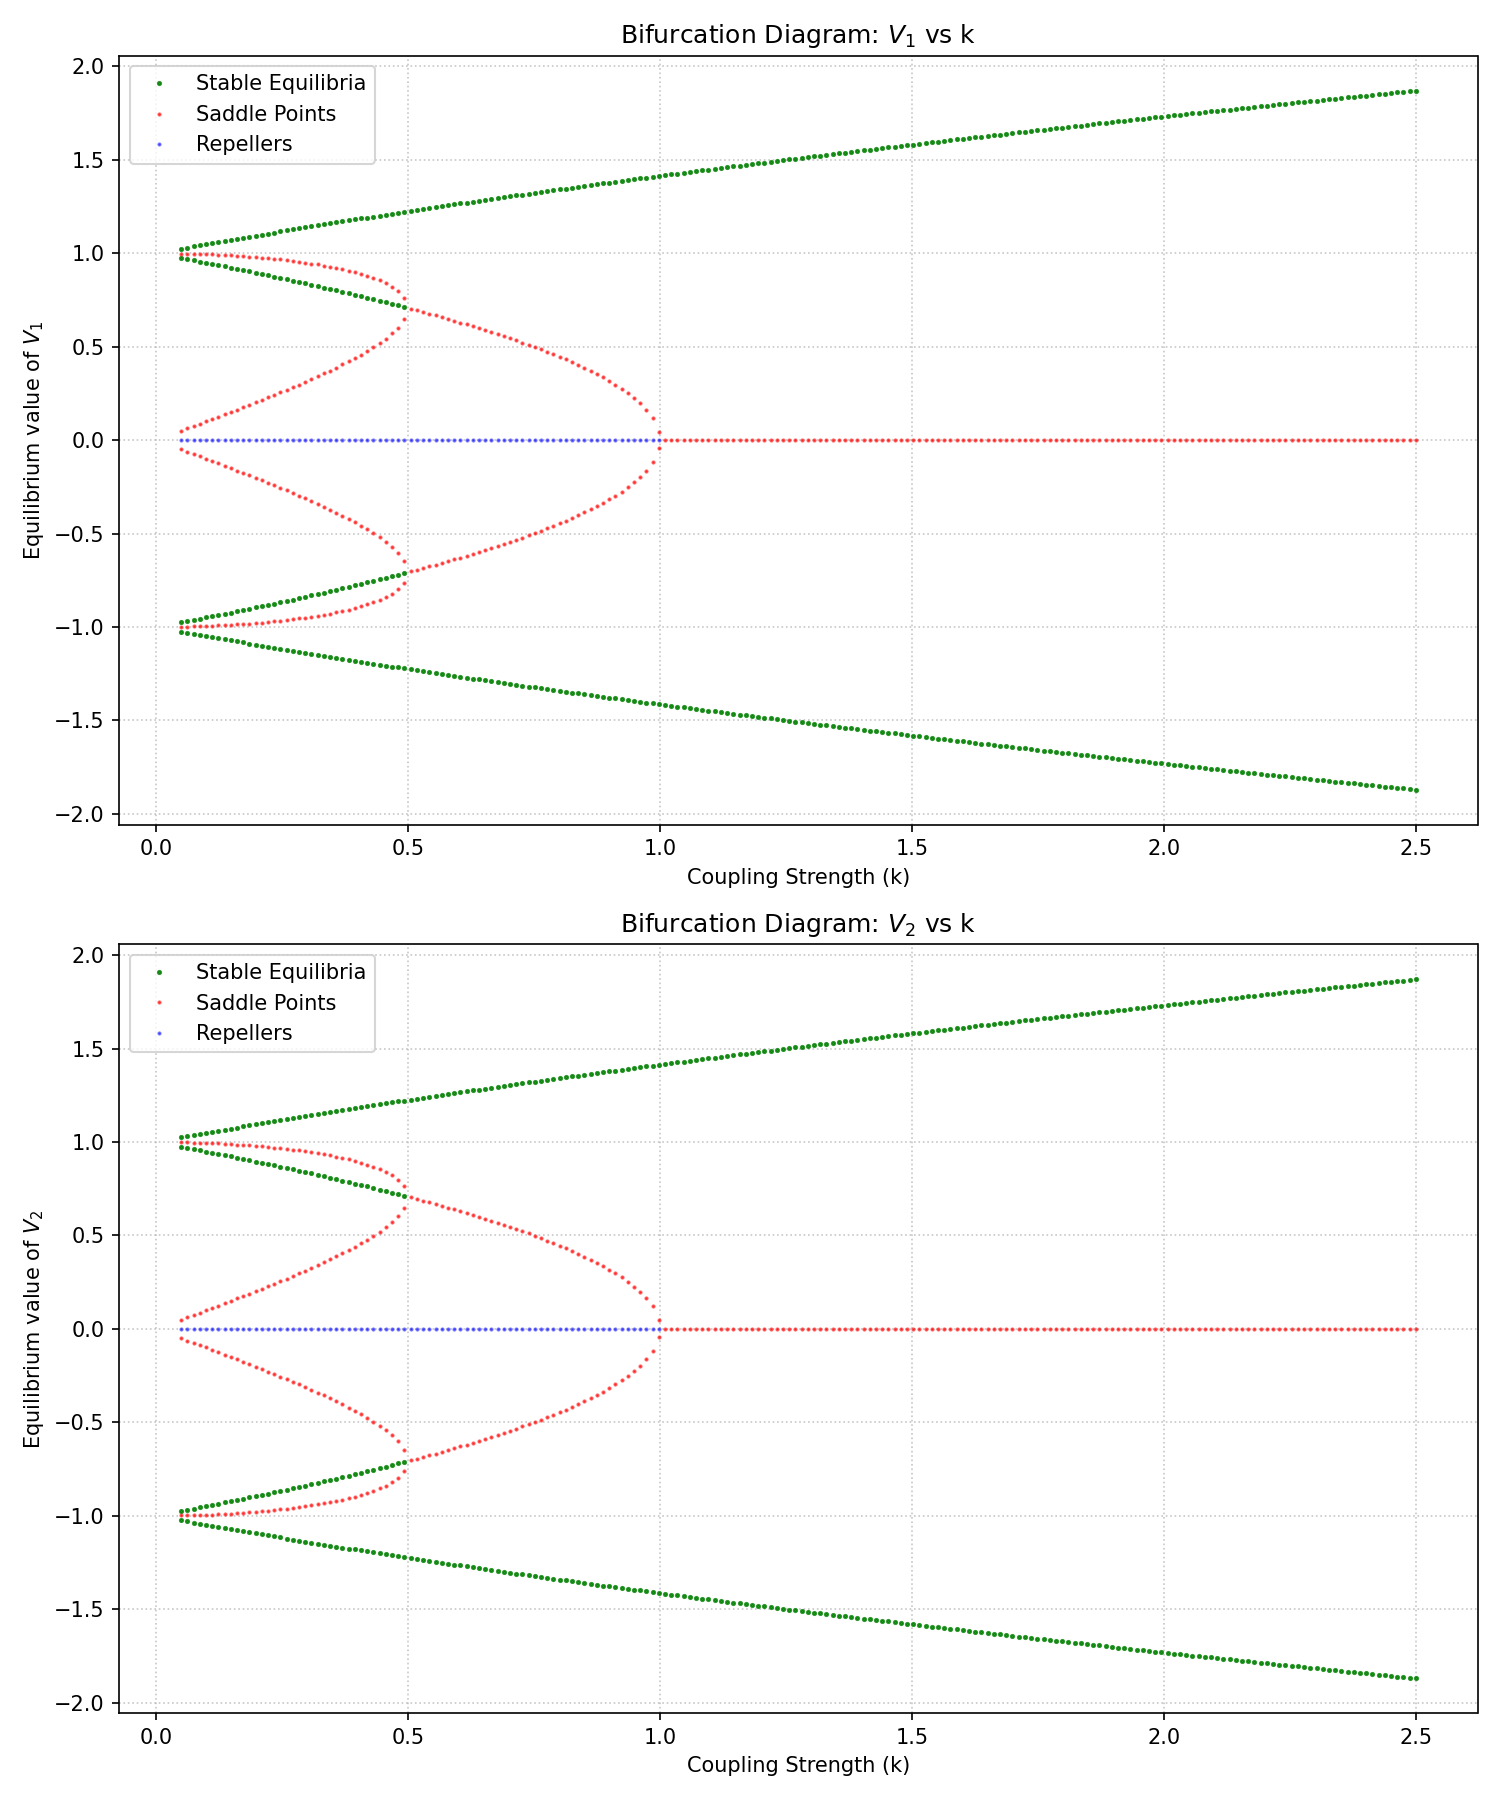 Bifurcation Diagram: V₁ vs k
2.0
Stable Equilibria
Saddle Points
Repellers
1.5
1.0
0.5
0.0
−0.5
−1.0
−1.5
−2.0
Equilibrium value of V₁
0.0 0.5 1.0 1.5 2.0 2.5
Coupling Strength (k)
Bifurcation Diagram: V₂ vs k
2.0
Stable Equilibria
Saddle Points
Repellers
1.5
1.0
0.5
0.0
−0.5
−1.0
−1.5
−2.0
Equilibrium value of V₂
0.0 0.5 1.0 1.5 2.0 2.5
Coupling Strength (k)